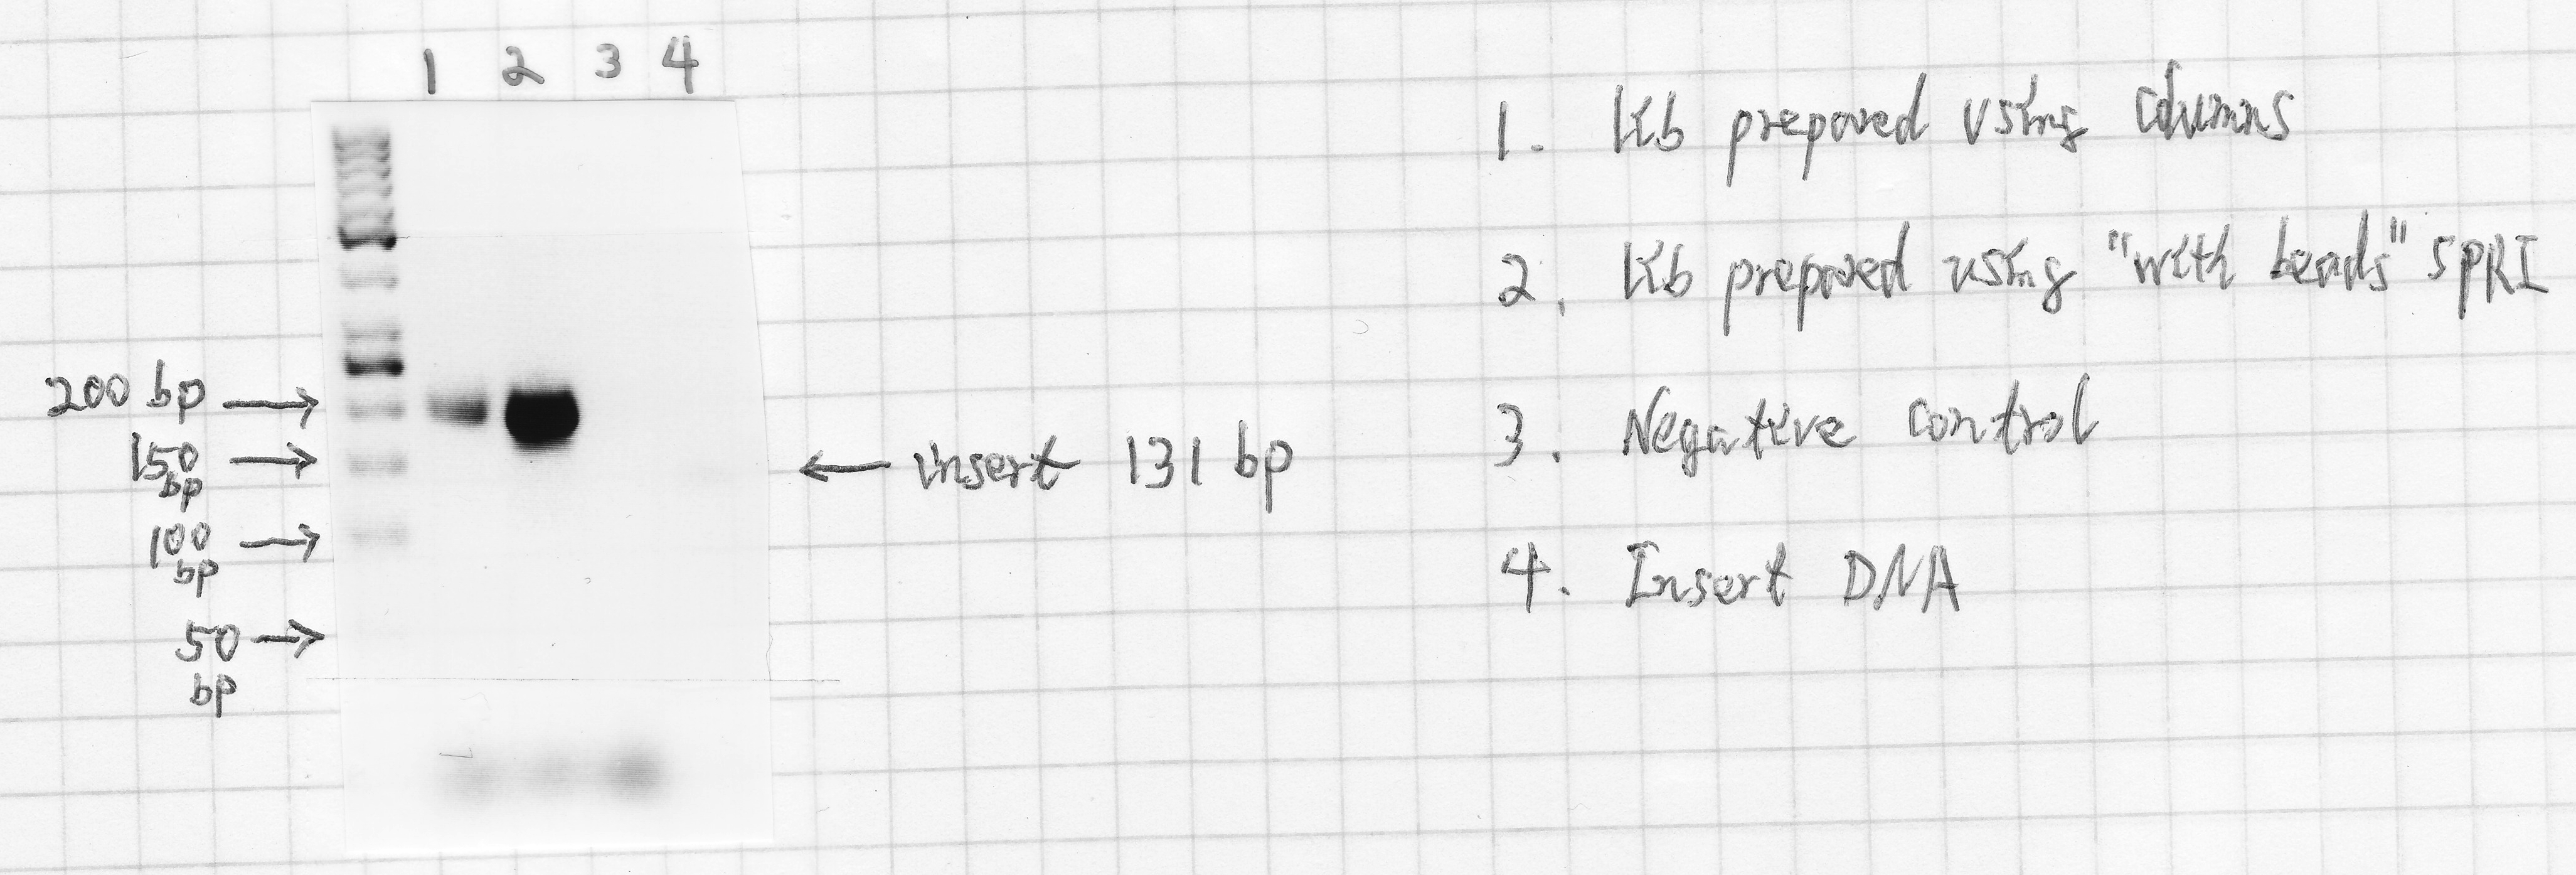 1 2 3 4
200 bp →
150 bp →
100 bp →
50 bp →
← insert 131 bp
1. Lib prepared using columns
2. Lib prepared using "with beads" SPRI
3. Negative control
4. Insert DNA